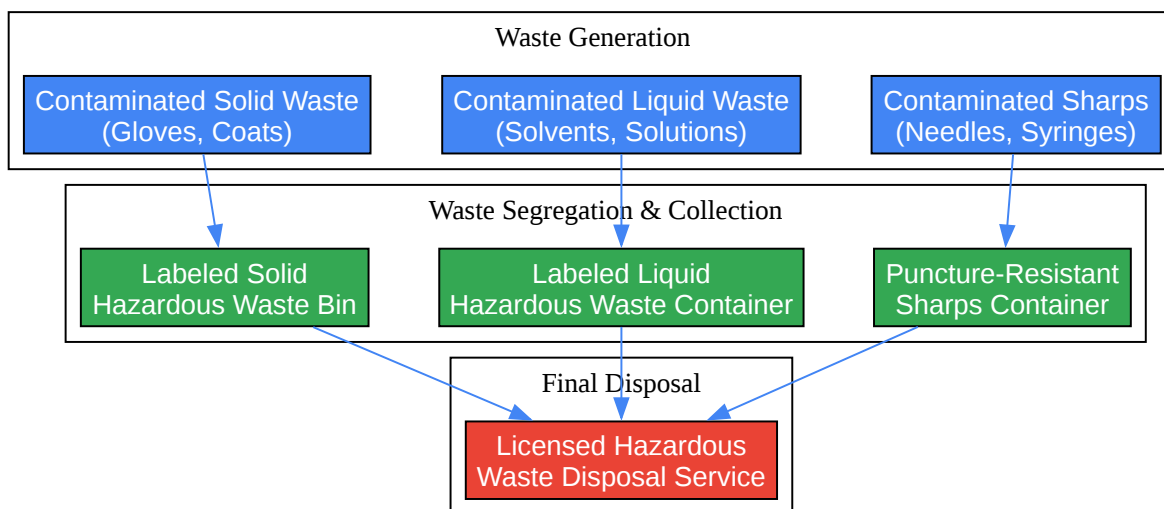 Waste Generation
Contaminated Solid Waste
(Gloves, Coats)
Contaminated Liquid Waste
(Solvents, Solutions)
Contaminated Sharps
(Needles, Syringes)
Waste Segregation & Collection
Labeled Solid
Hazardous Waste Bin
Labeled Liquid
Hazardous Waste Container
Puncture-Resistant
Sharps Container
Final Disposal
Licensed Hazardous
Waste Disposal Service